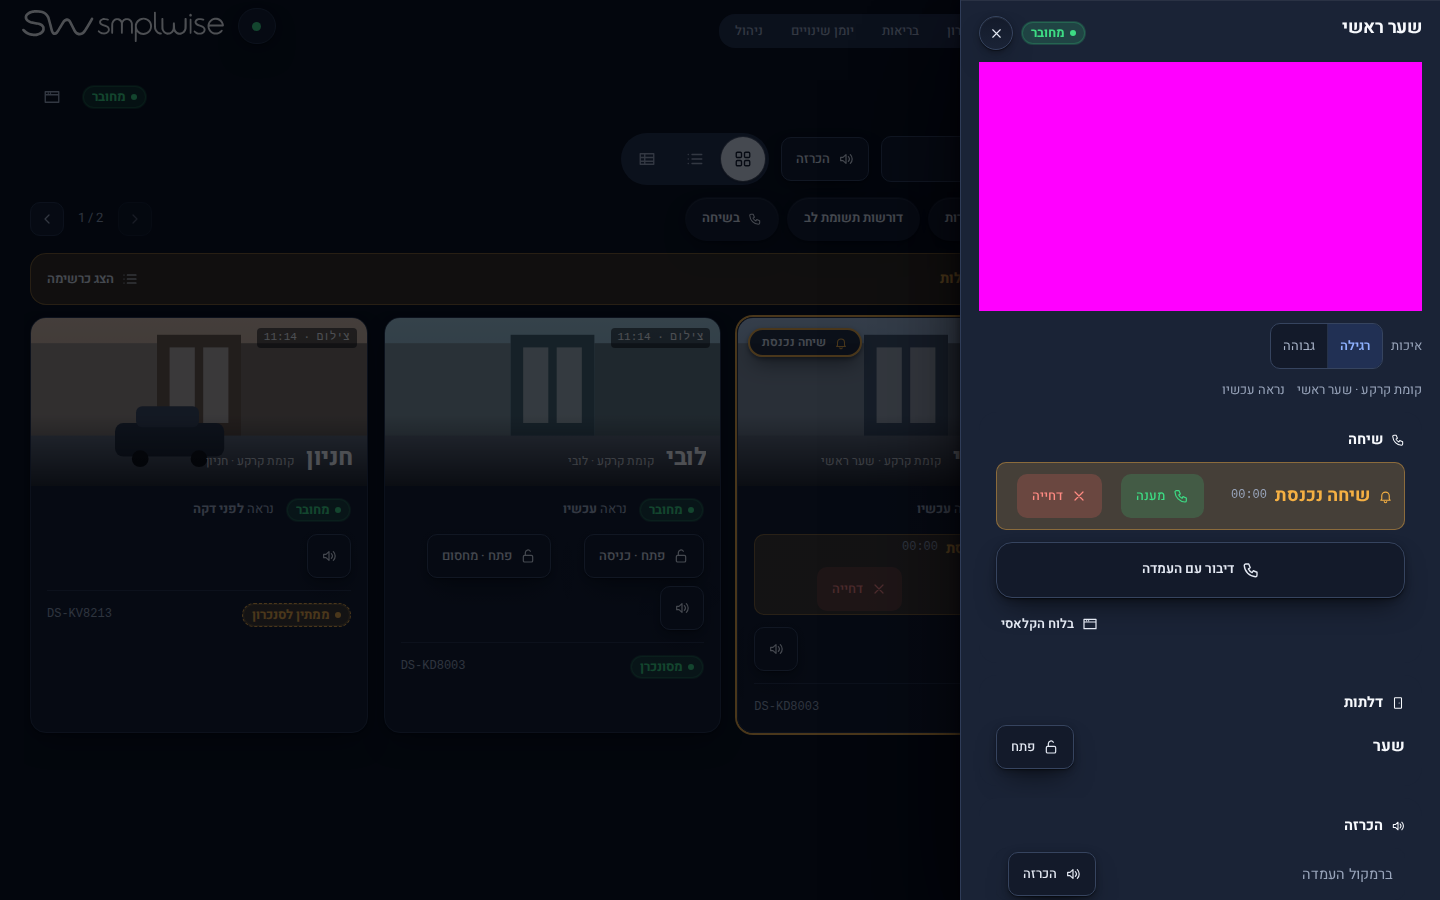 שער ראשי
מחובר
איכות
רגילה
גבוהה
קומת קרקע · שער ראשי נראה עכשיו
שיחה
שיחה נכנסת 00:00
מענה
דחייה
דיבור עם העמדה
בלוח הקלאסי
דלתות
שער
פתח
הכרזה
ברמקול העמדה
הכרזה
smplwise
בריאות
יומן שינויים
ניהול
מחובר
הכרזה
דורשות תשומת לב
בשיחה
1 / 2
הצג כרשימה
שיחה נכנסת
קומת קרקע · שער ראשי
עכשיו
00:00
דחייה
DS-KD8003
צילום · 11:14
לובי
קומת קרקע · לובי
מחובר
נראה עכשיו
פתח · כניסה
פתח · מחסום
מסונכרן
DS-KD8003
צילום · 11:14
חניון
קומת קרקע · חניון
מחובר
נראה לפני דקה
ממתין לסנכרון
DS-KV8213